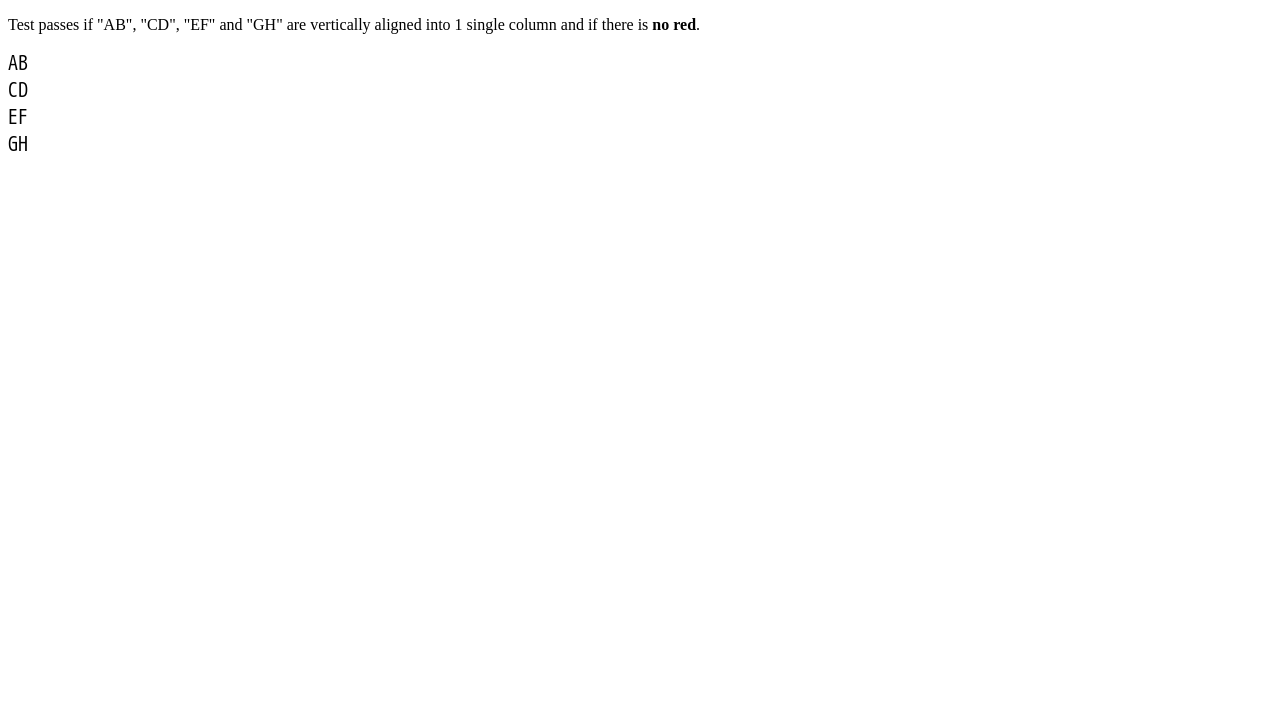 Test passes if "AB", "CD", "EF" and "GH" are vertically aligned into 1 single column and if there is no red.
AB
CD
EF
GH